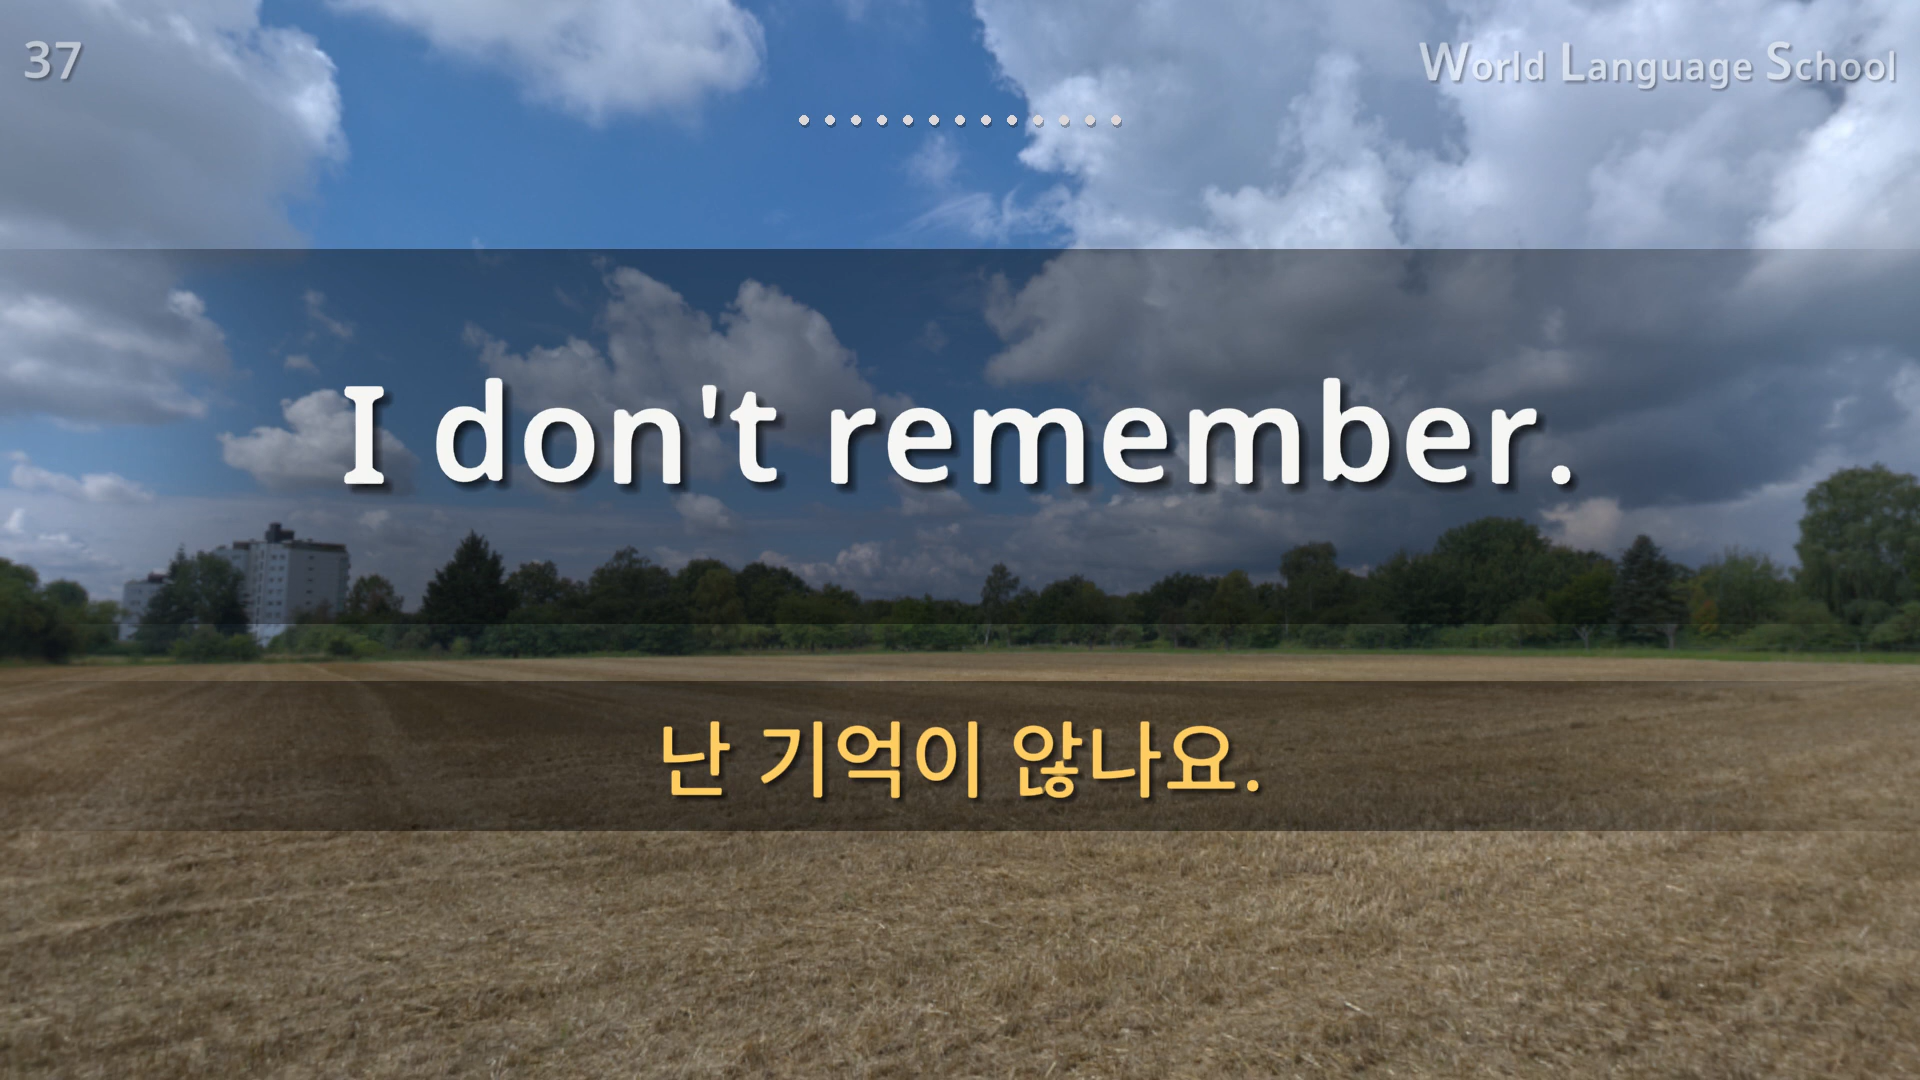 37
World Language School
I don't remember.
난 기억이 않나요.